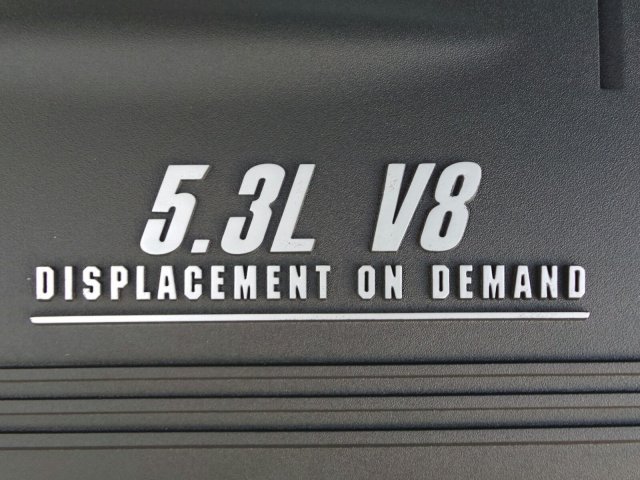 5.3L V8
DISPLACEMENT ON DEMAND